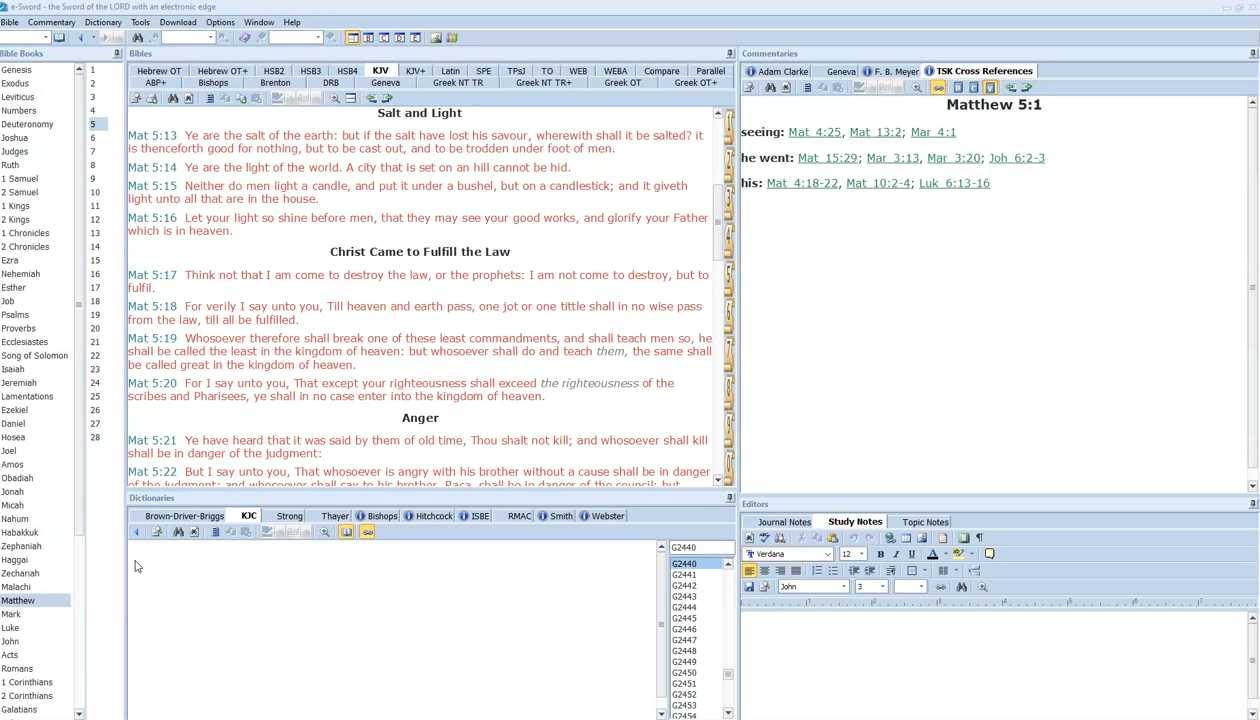 e-Sword - the Sword of the LORD with an electronic edge
Bible Commentary Dictionary Tools Download Options Window Help
Bible Books
Genesis
Exodus
Leviticus
Numbers
Deuteronomy
Joshua
Judges
Ruth
1 Samuel
2 Samuel
1 Kings
2 Kings
1 Chronicles
2 Chronicles
Ezra
Nehemiah
Esther
Job
Psalms
Proverbs
Ecclesiastes
Song of Solomon
Isaiah
Jeremiah
Lamentations
Ezekiel
Daniel
Hosea
Joel
Amos
Obadiah
Jonah
Micah
Nahum
Habakkuk
Zephaniah
Haggai
Zechariah
Malachi
Matthew
Mark
Luke
John
Acts
Romans
1 Corinthians
2 Corinthians
Galatians
1
2
3
4
5
6
7
8
9
10
11
12
13
14
15
16
17
18
19
20
21
22
23
24
25
26
27
28
Bibles
Hebrew OT Hebrew OT+ HSB2 HSB3 HSB4 KJV KJV+ Latin SPE TPsJ TO WEB WEBA Compare Parallel
ABP+ Bishops Brenton DRB Geneva Greek NT TR Greek NT TR+ Greek OT Greek OT+
Salt and Light
Mat 5:13 Ye are the salt of the earth: but if the salt have lost his savour, wherewith shall it be salted? it
is thenceforth good for nothing, but to be cast out, and to be trodden under foot of men.
Mat 5:14 Ye are the light of the world. A city that is set on an hill cannot be hid.
Mat 5:15 Neither do men light a candle, and put it under a bushel, but on a candlestick; and it giveth
light unto all that are in the house.
Mat 5:16 Let your light so shine before men, that they may see your good works, and glorify your Father
which is in heaven.
Christ Came to Fulfill the Law
Mat 5:17 Think not that I am come to destroy the law, or the prophets: I am not come to destroy, but to
fulfil.
Mat 5:18 For verily I say unto you, Till heaven and earth pass, one jot or one tittle shall in no wise pass
from the law, till all be fulfilled.
Mat 5:19 Whosoever therefore shall break one of these least commandments, and shall teach men so, he
shall be called the least in the kingdom of heaven: but whosoever shall do and teach them, the same shall
be called great in the kingdom of heaven.
Mat 5:20 For I say unto you, That except your righteousness shall exceed the righteousness of the
scribes and Pharisees, ye shall in no case enter into the kingdom of heaven.
Anger
Mat 5:21 Ye have heard that it was said by them of old time, Thou shalt not kill; and whosoever shall kill
shall be in danger of the judgment:
Mat 5:22 But I say unto you, That whosoever is angry with his brother without a cause shall be in danger
of the judgment: and whosoever shall say to his brother, Raca, shall be in danger of the council: but
Dictionaries
Brown-Driver-Briggs KJC Strong Thayer Bishops Hitchcock ISBE RMAC Smith Webster
G2440
G2440
G2441
G2442
G2443
G2444
G2445
G2446
G2447
G2448
G2449
G2450
G2451
G2452
G2453
G2454
Commentaries
Adam Clarke Geneva F. B. Meyer TSK Cross References
Matthew 5:1
seeing: Mat 4:25, Mat 13:2; Mar 4:1
he went: Mat 15:29; Mar 3:13, Mar 3:20; Joh 6:2-3
his: Mat 4:18-22, Mat 10:2-4; Luk 6:13-16
Editors
Journal Notes Study Notes Topic Notes
Verdana 12 B I U A
John 3
1 2 3 4 5 6 7